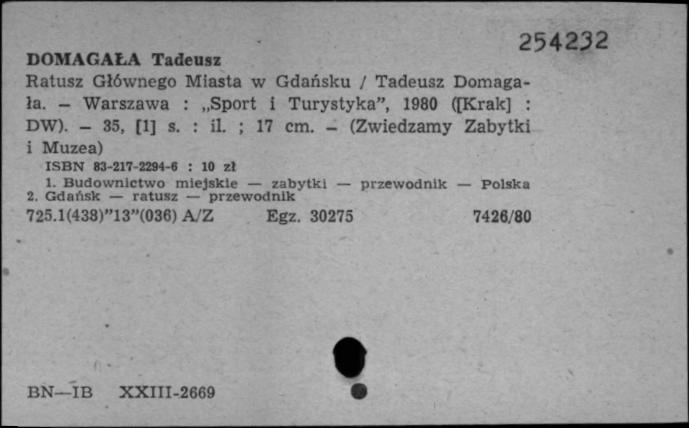 254232
DOMAGAŁA Tadeusz
Ratusz Głównego Miasta w Gdańsku / Tadeusz Domaga-
ła. — Warszawa : „Sport i Turystyka”, 1980 ([Krak] :
DW). — 35, [1] s. : il. ; 17 cm. — (Zwiedzamy Zabytki
i Muzea)
ISBN 83-217-2294-6 : 10 zł
1. Budownictwo miejskie — zabytki — przewodnik — Polska
2. Gdańsk — ratusz — przewodnik
725.1(438)”13”(036) A/Z Egz. 30275 7426/80
BN—IB XXIII-2669